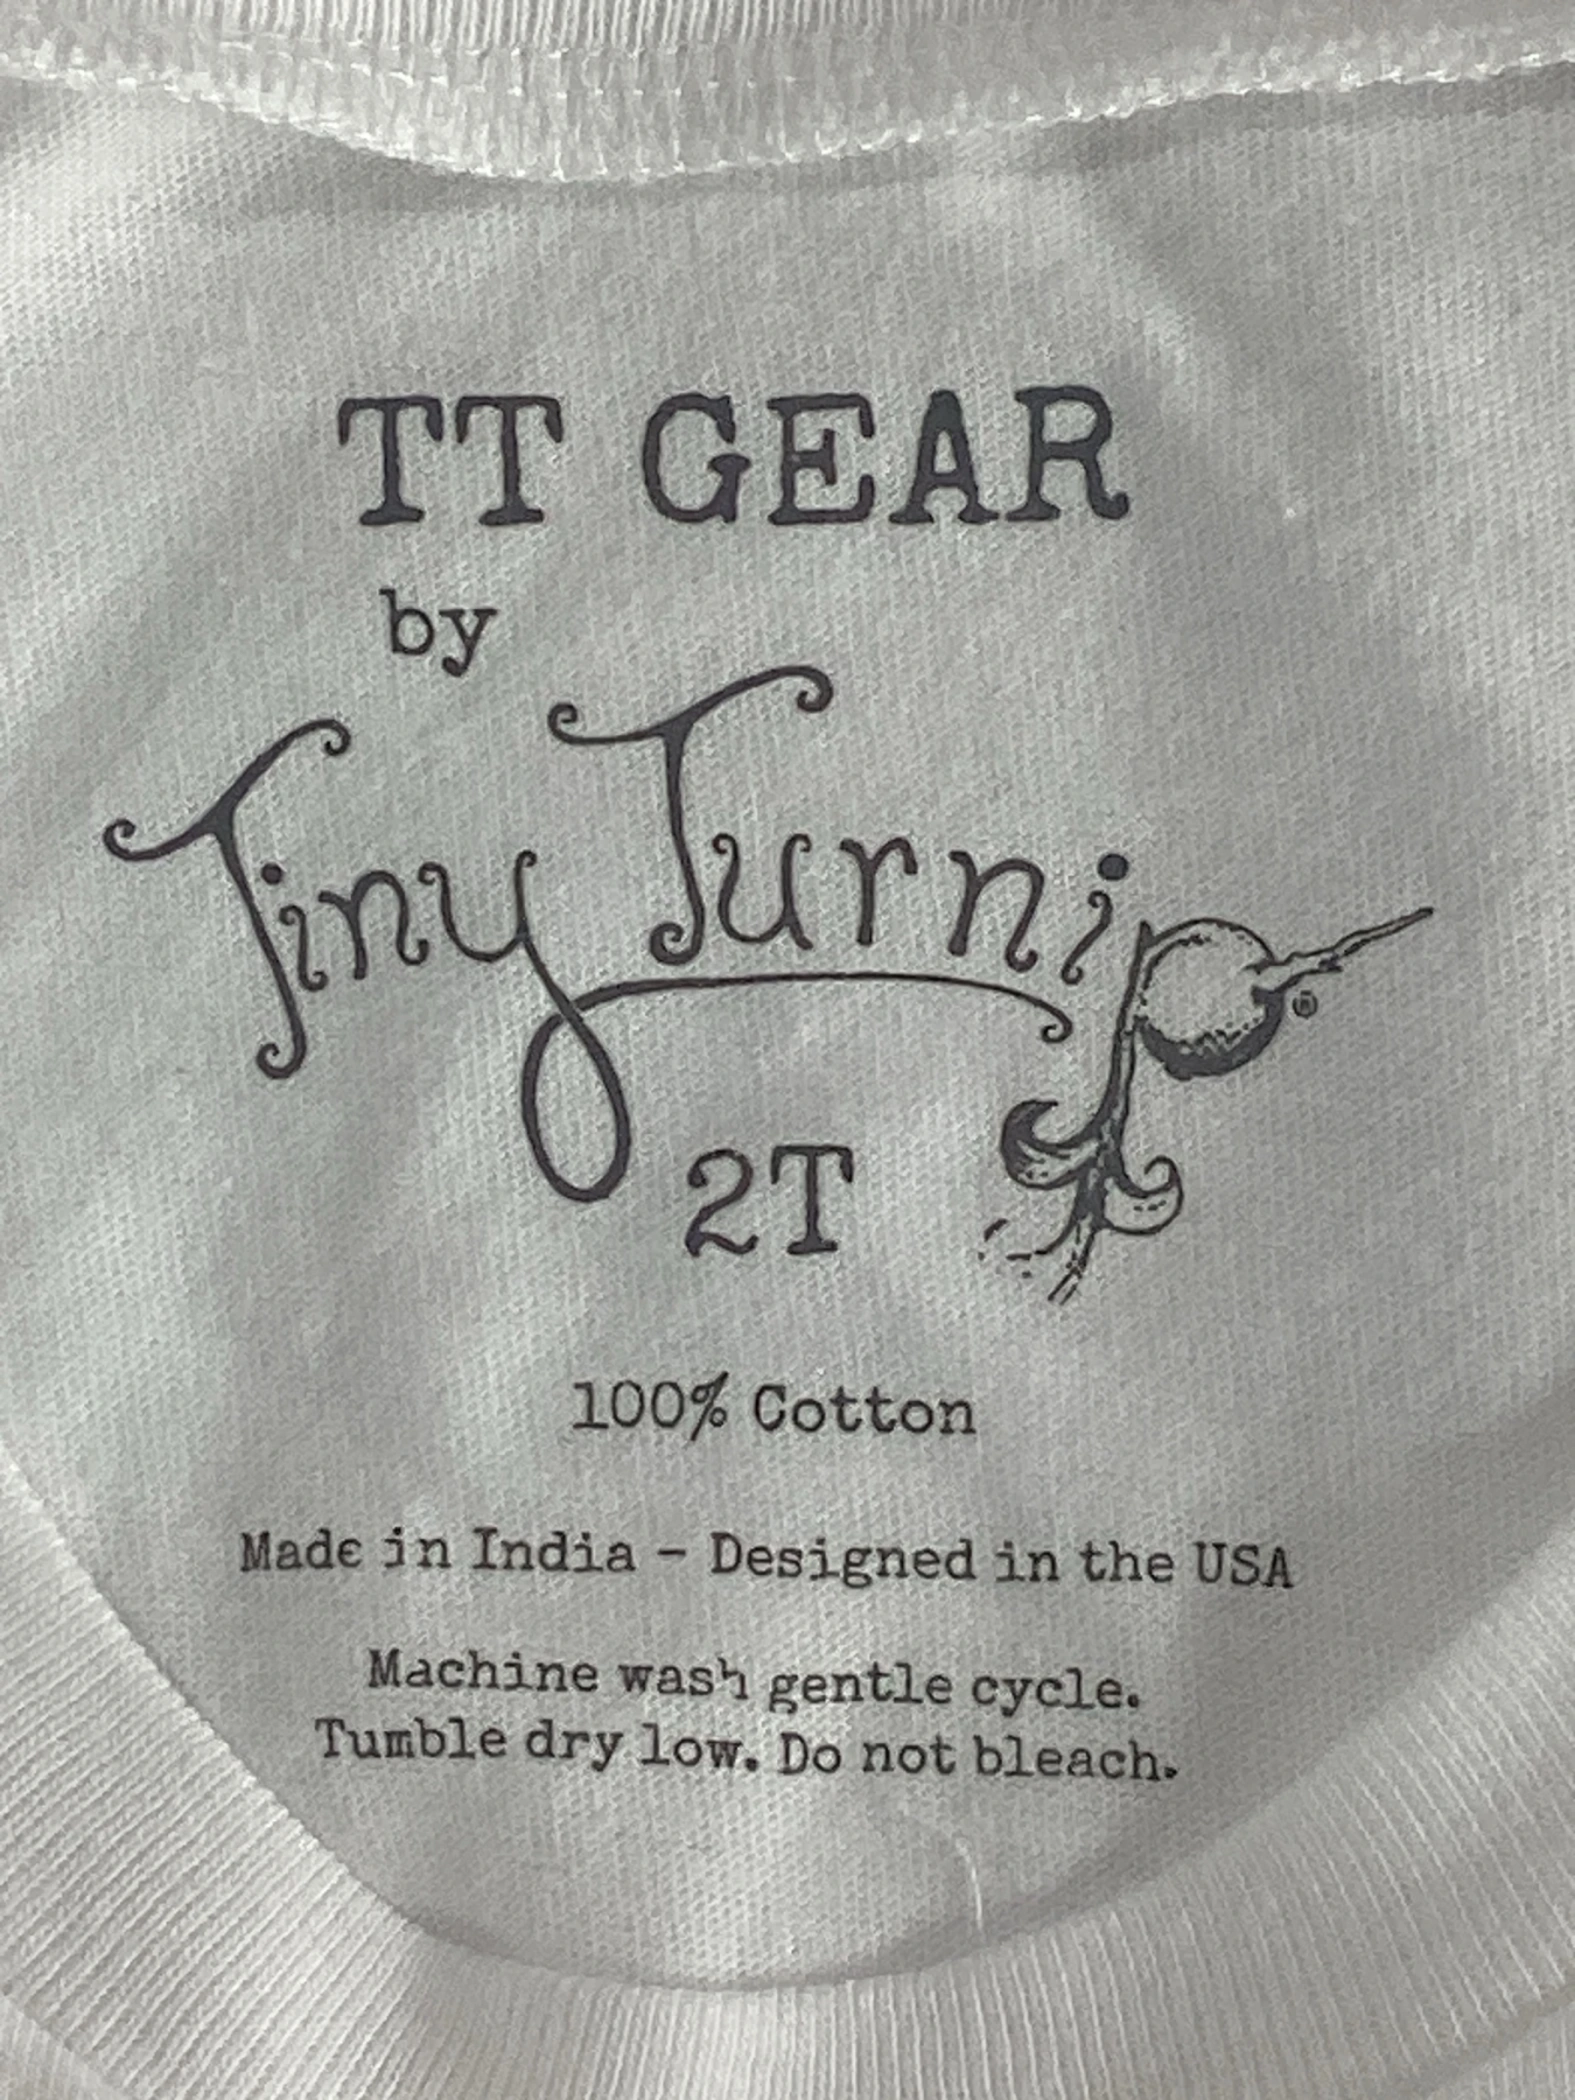 TT GEAR
by
Tiny Turnip®
2T
100% Cotton
Made in India - Designed in the USA
Machine wash gentle cycle.
Tumble dry low. Do not bleach.